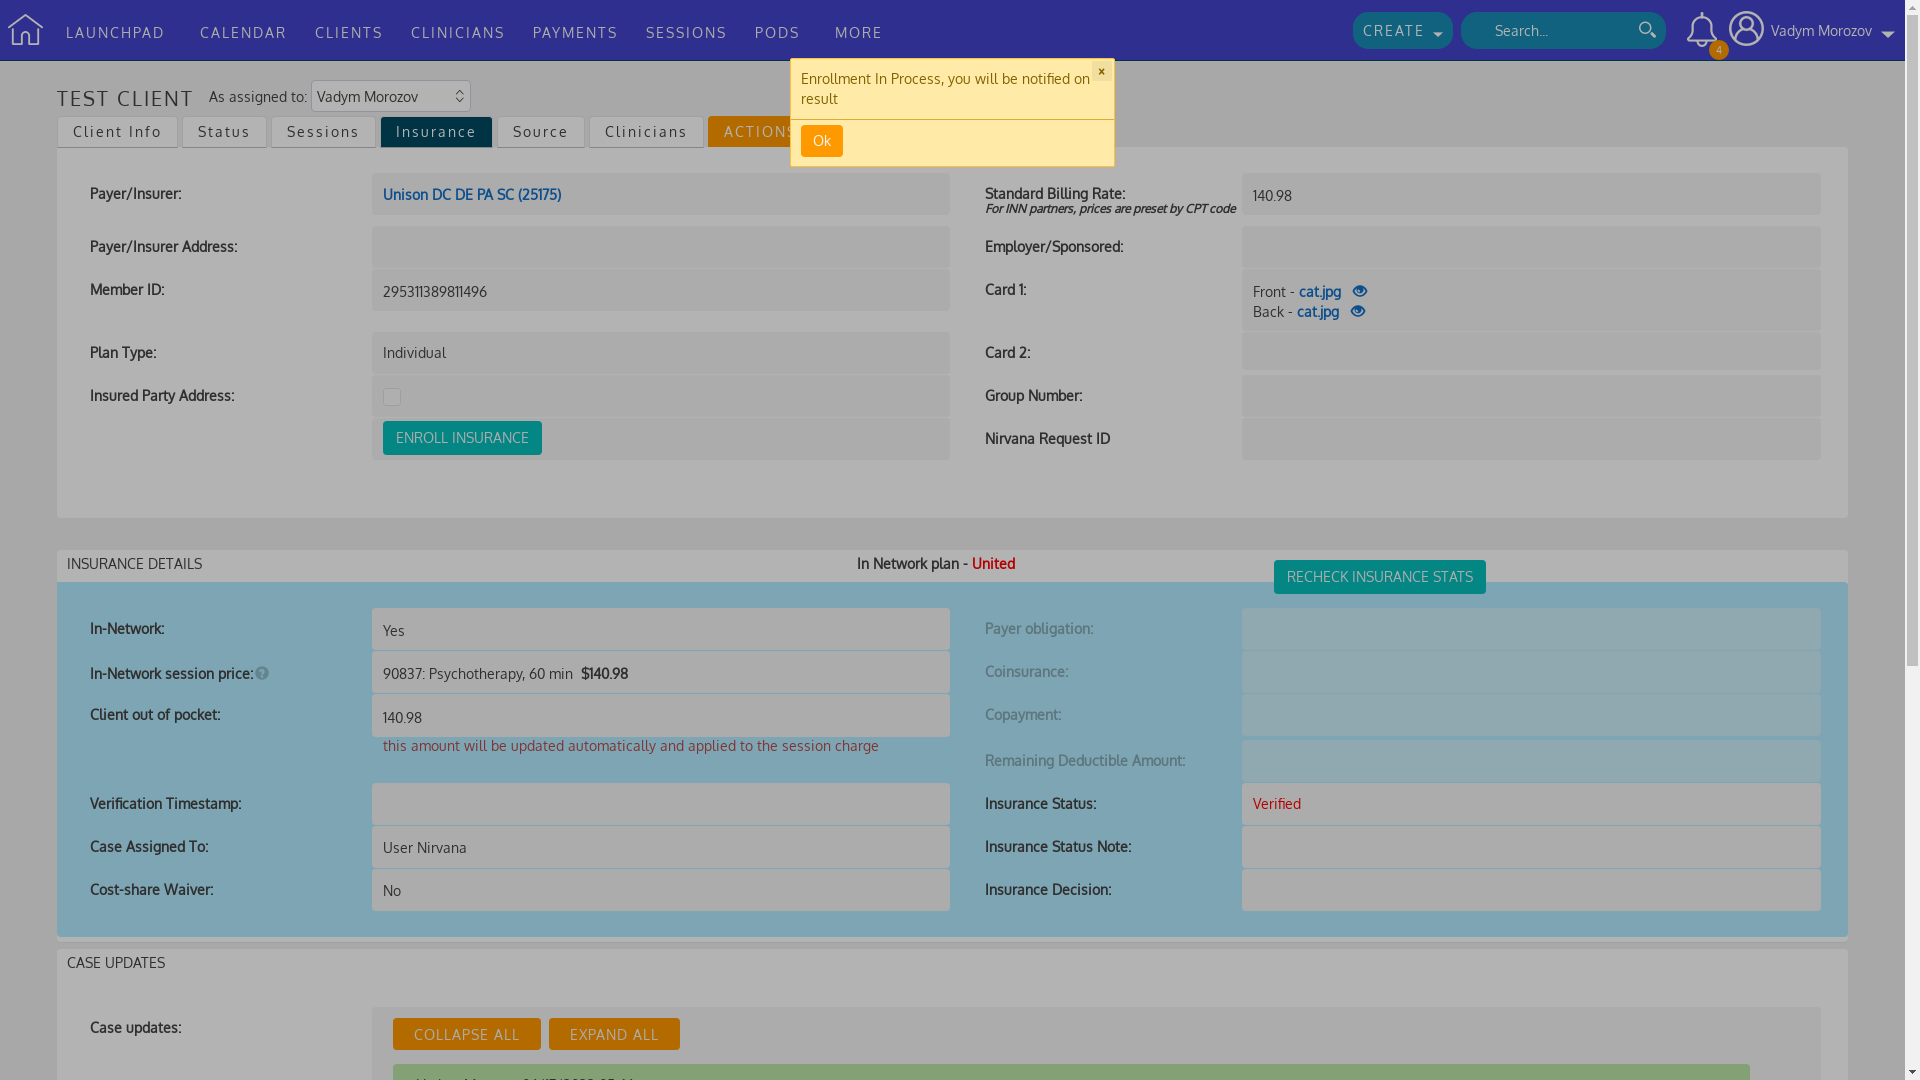 LAUNCHPAD CALENDAR CLIENTS CLINICIANS PAYMENTS SESSIONS PODS MORE CREATE Search... 4 Vadym Morozov
Enrollment In Process, you will be notified on
result
×
Ok
TEST CLIENT As assigned to: Vadym Morozov
Client Info Status Sessions Insurance Source Clinicians ACTIONS
Payer/Insurer: Unison DC DE PA SC (25175)
Standard Billing Rate: 140.98
For INN partners, prices are preset by CPT code
Payer/Insurer Address:
Employer/Sponsored:
Member ID: 295311389811496
Card 1: Front - cat.jpg
Back - cat.jpg
Plan Type: Individual
Card 2:
Insured Party Address:
Group Number:
ENROLL INSURANCE
Nirvana Request ID
INSURANCE DETAILS
In Network plan - United
RECHECK INSURANCE STATS
In-Network: Yes
Payer obligation:
In-Network session price: ? 90837: Psychotherapy, 60 min $140.98
Coinsurance:
Client out of pocket: 140.98
Copayment:
this amount will be updated automatically and applied to the session charge
Remaining Deductible Amount:
Verification Timestamp:
Insurance Status: Verified
Case Assigned To: User Nirvana
Insurance Status Note:
Cost-share Waiver: No
Insurance Decision:
CASE UPDATES
Case updates: COLLAPSE ALL EXPAND ALL